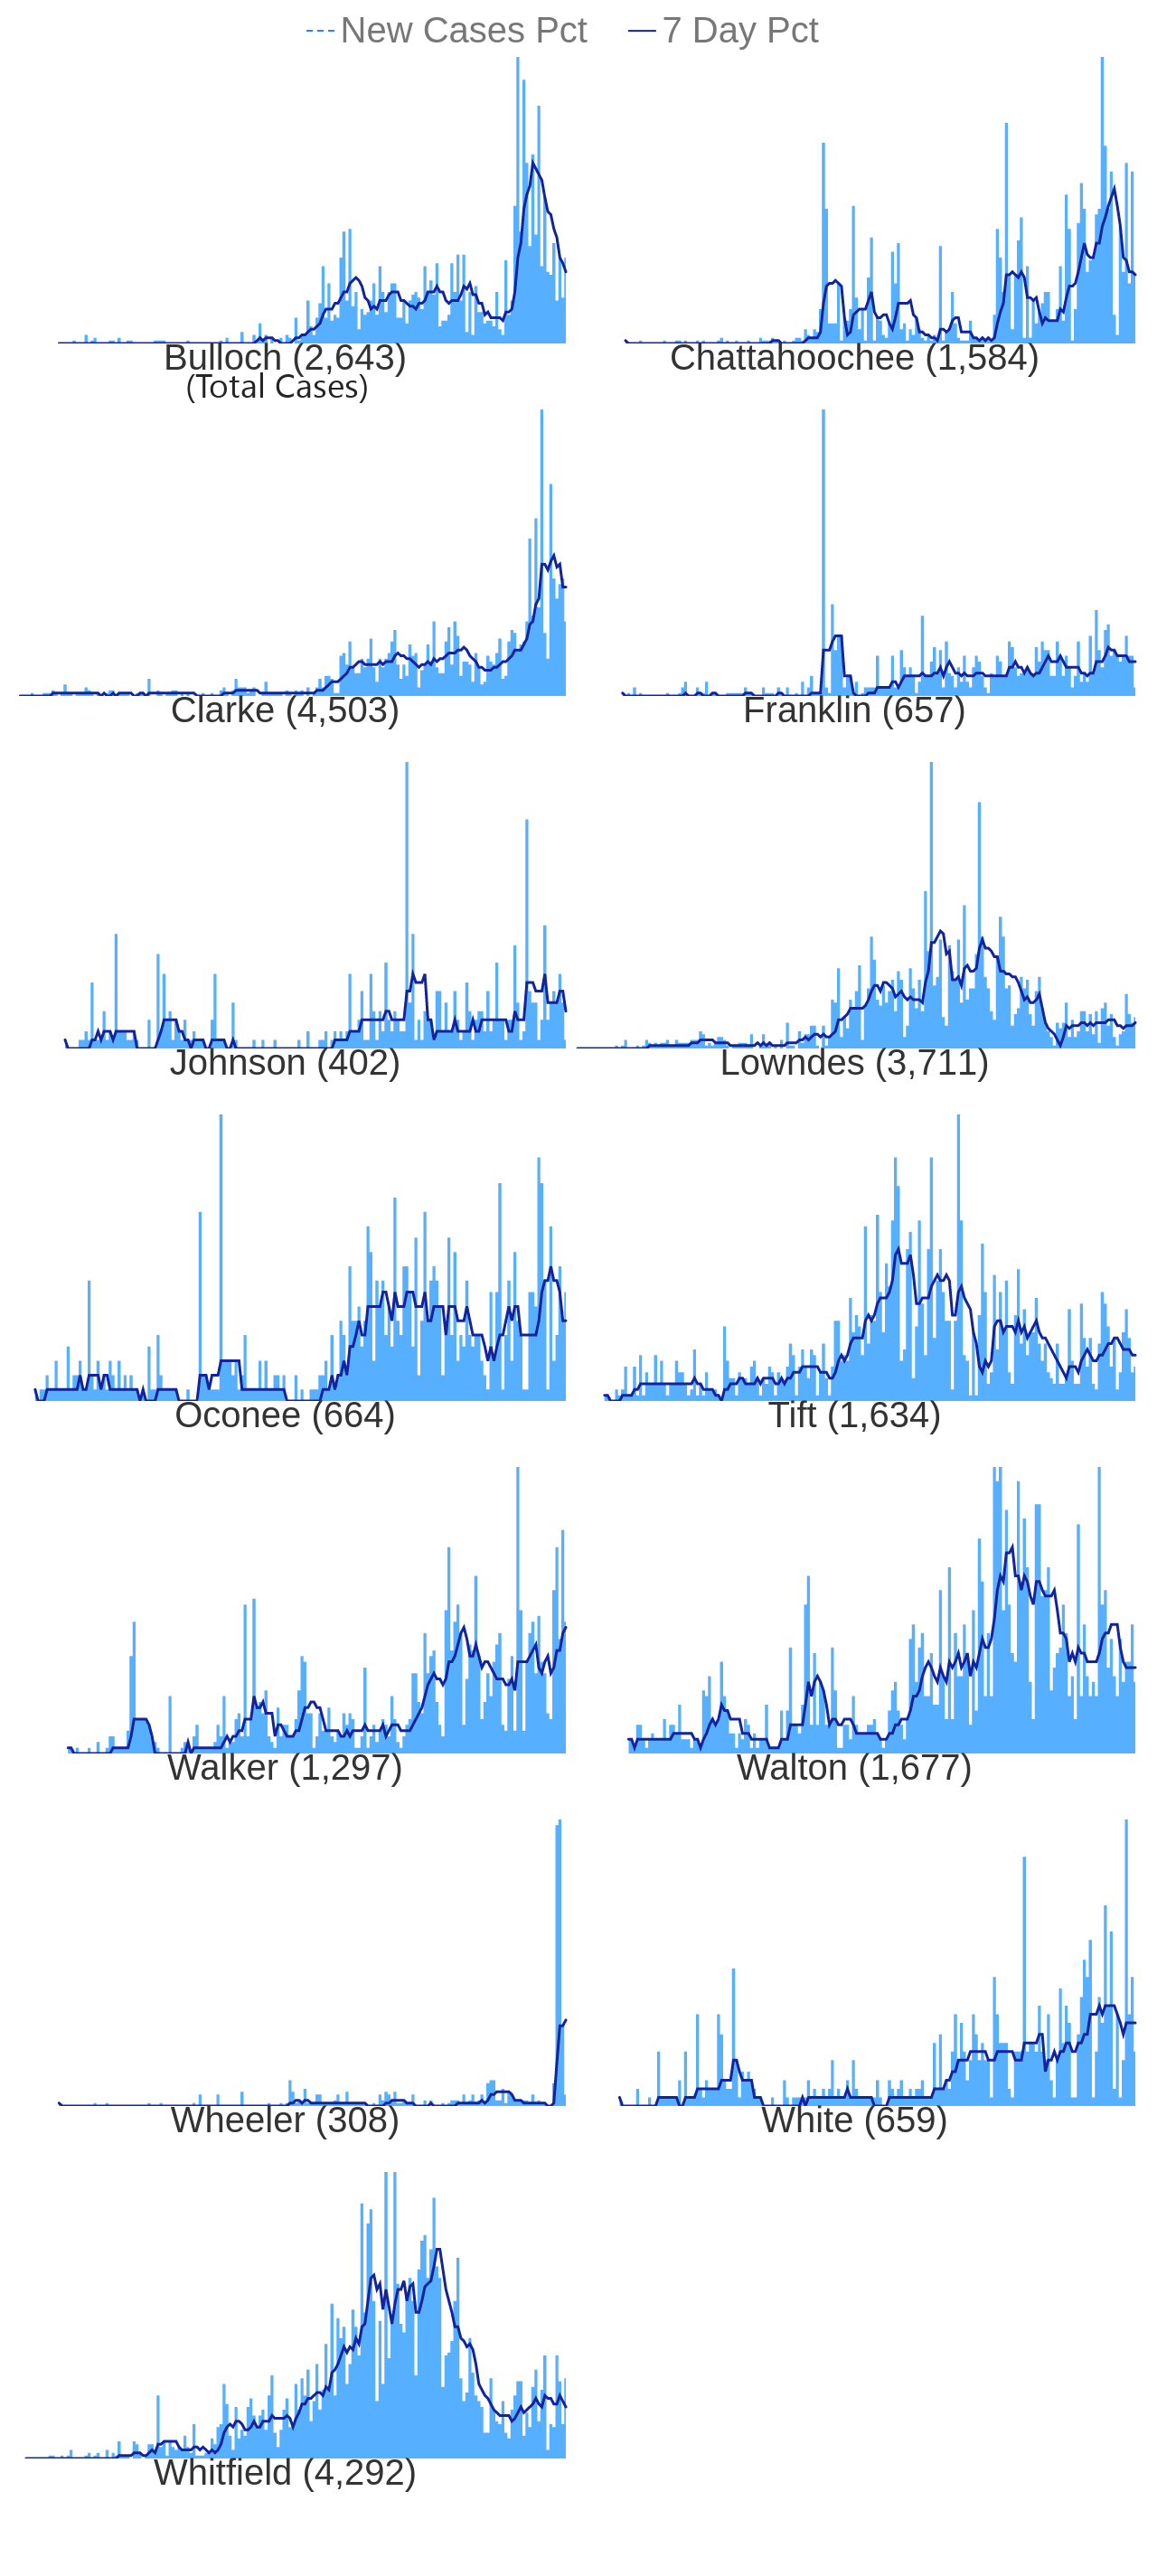 New Cases Pct 7 Day Pct
Bulloch (2,643) Chattahoochee (1,584)
(Total Cases)
Clarke (4,503) Franklin (657)
Johnson (402) Lowndes (3,711)
Oconee (664) Tift (1,634)
Walker (1,297) Walton (1,677)
Wheeler (308) White (659)
Whitfield (4,292)